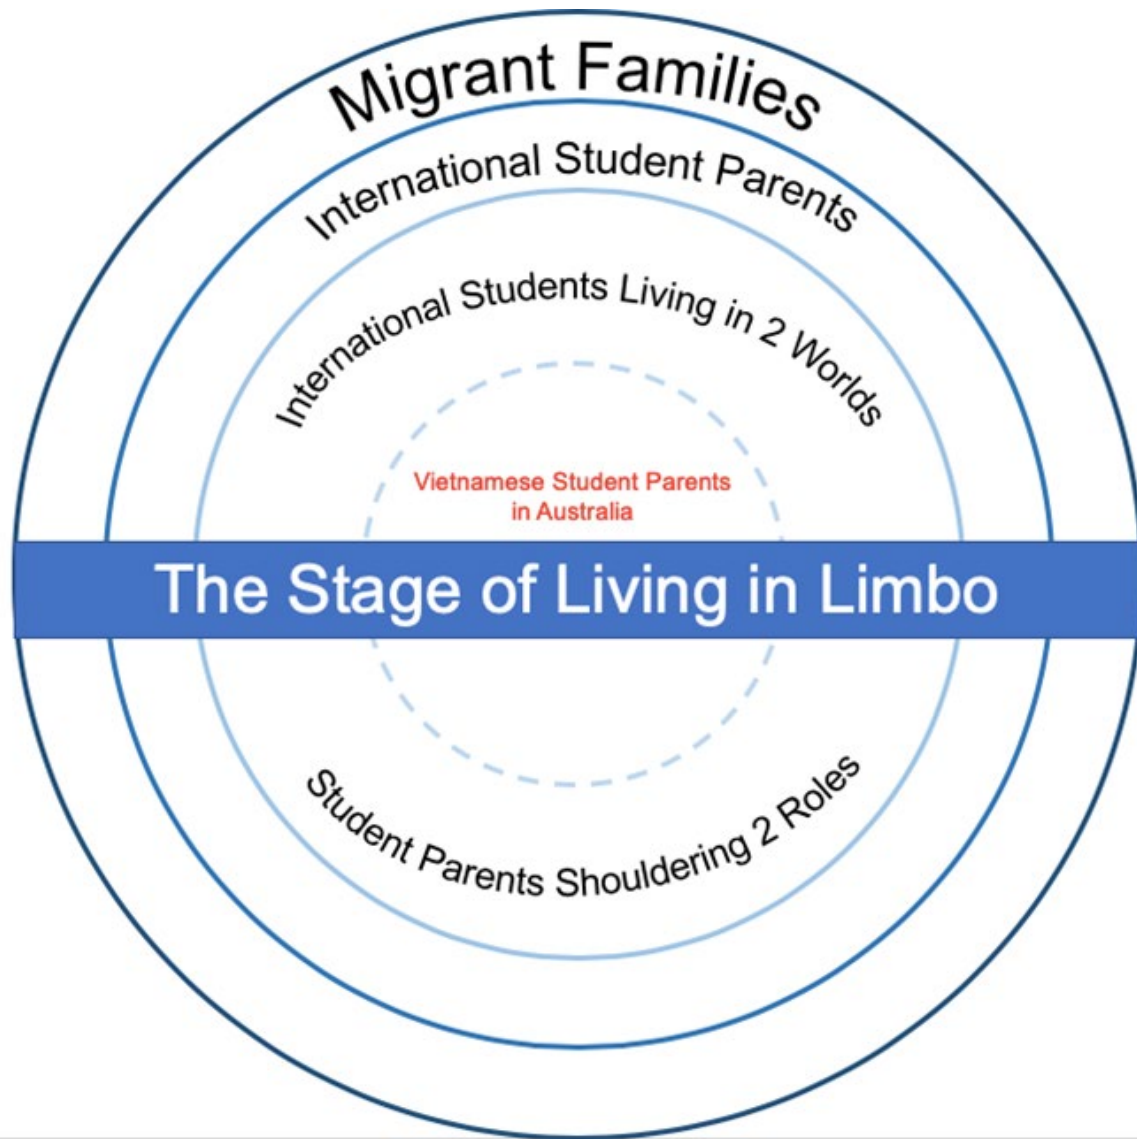 Migrant Families
International Student Parents
International Students Living in 2 Worlds
Vietnamese Student Parents
in Australia
The Stage of Living in Limbo
Student Parents Shouldering 2 Roles